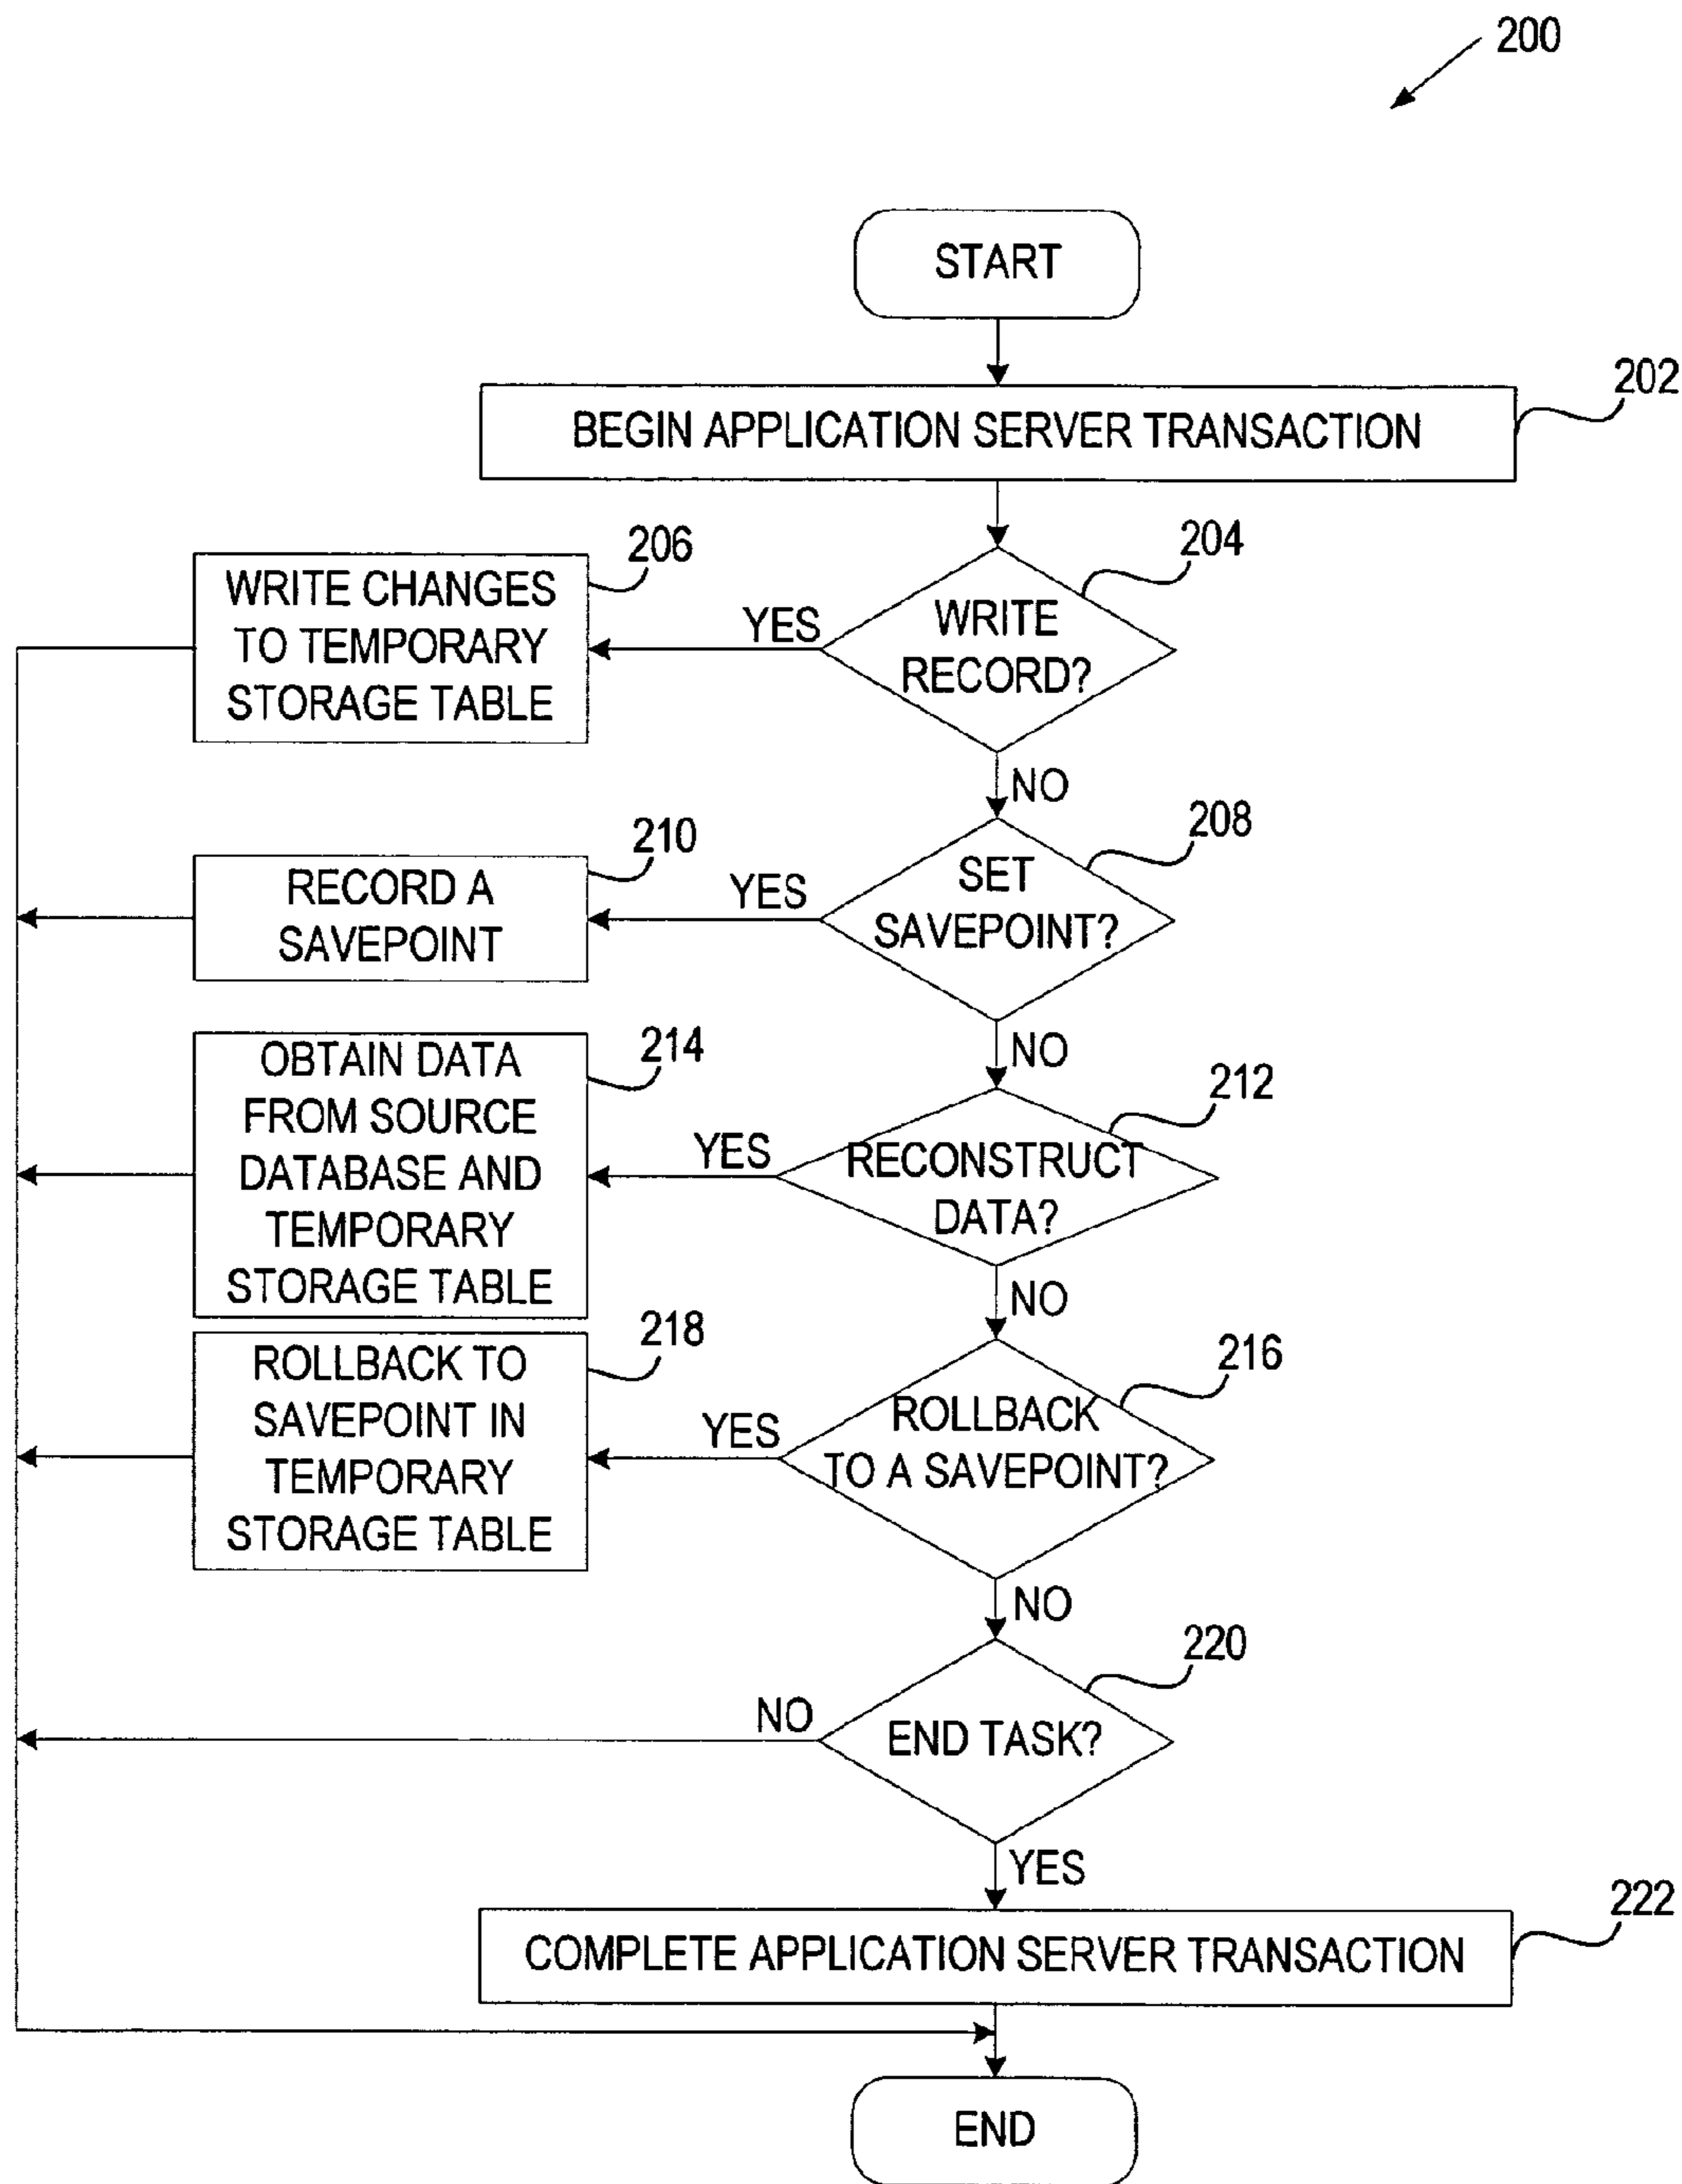 200
START
202
BEGIN APPLICATION SERVER TRANSACTION
204
206
WRITE CHANGES
TO TEMPORARY
STORAGE TABLE
YES
WRITE
RECORD?
NO
208
210
RECORD A
SAVEPOINT
YES
SET
SAVEPOINT?
NO
212
214
OBTAIN DATA
FROM SOURCE
DATABASE AND
TEMPORARY
STORAGE TABLE
YES
RECONSTRUCT
DATA?
NO
216
218
ROLLBACK TO
SAVEPOINT IN
TEMPORARY
STORAGE TABLE
YES
ROLLBACK
TO A SAVEPOINT?
NO
220
NO
END TASK?
YES
222
COMPLETE APPLICATION SERVER TRANSACTION
END